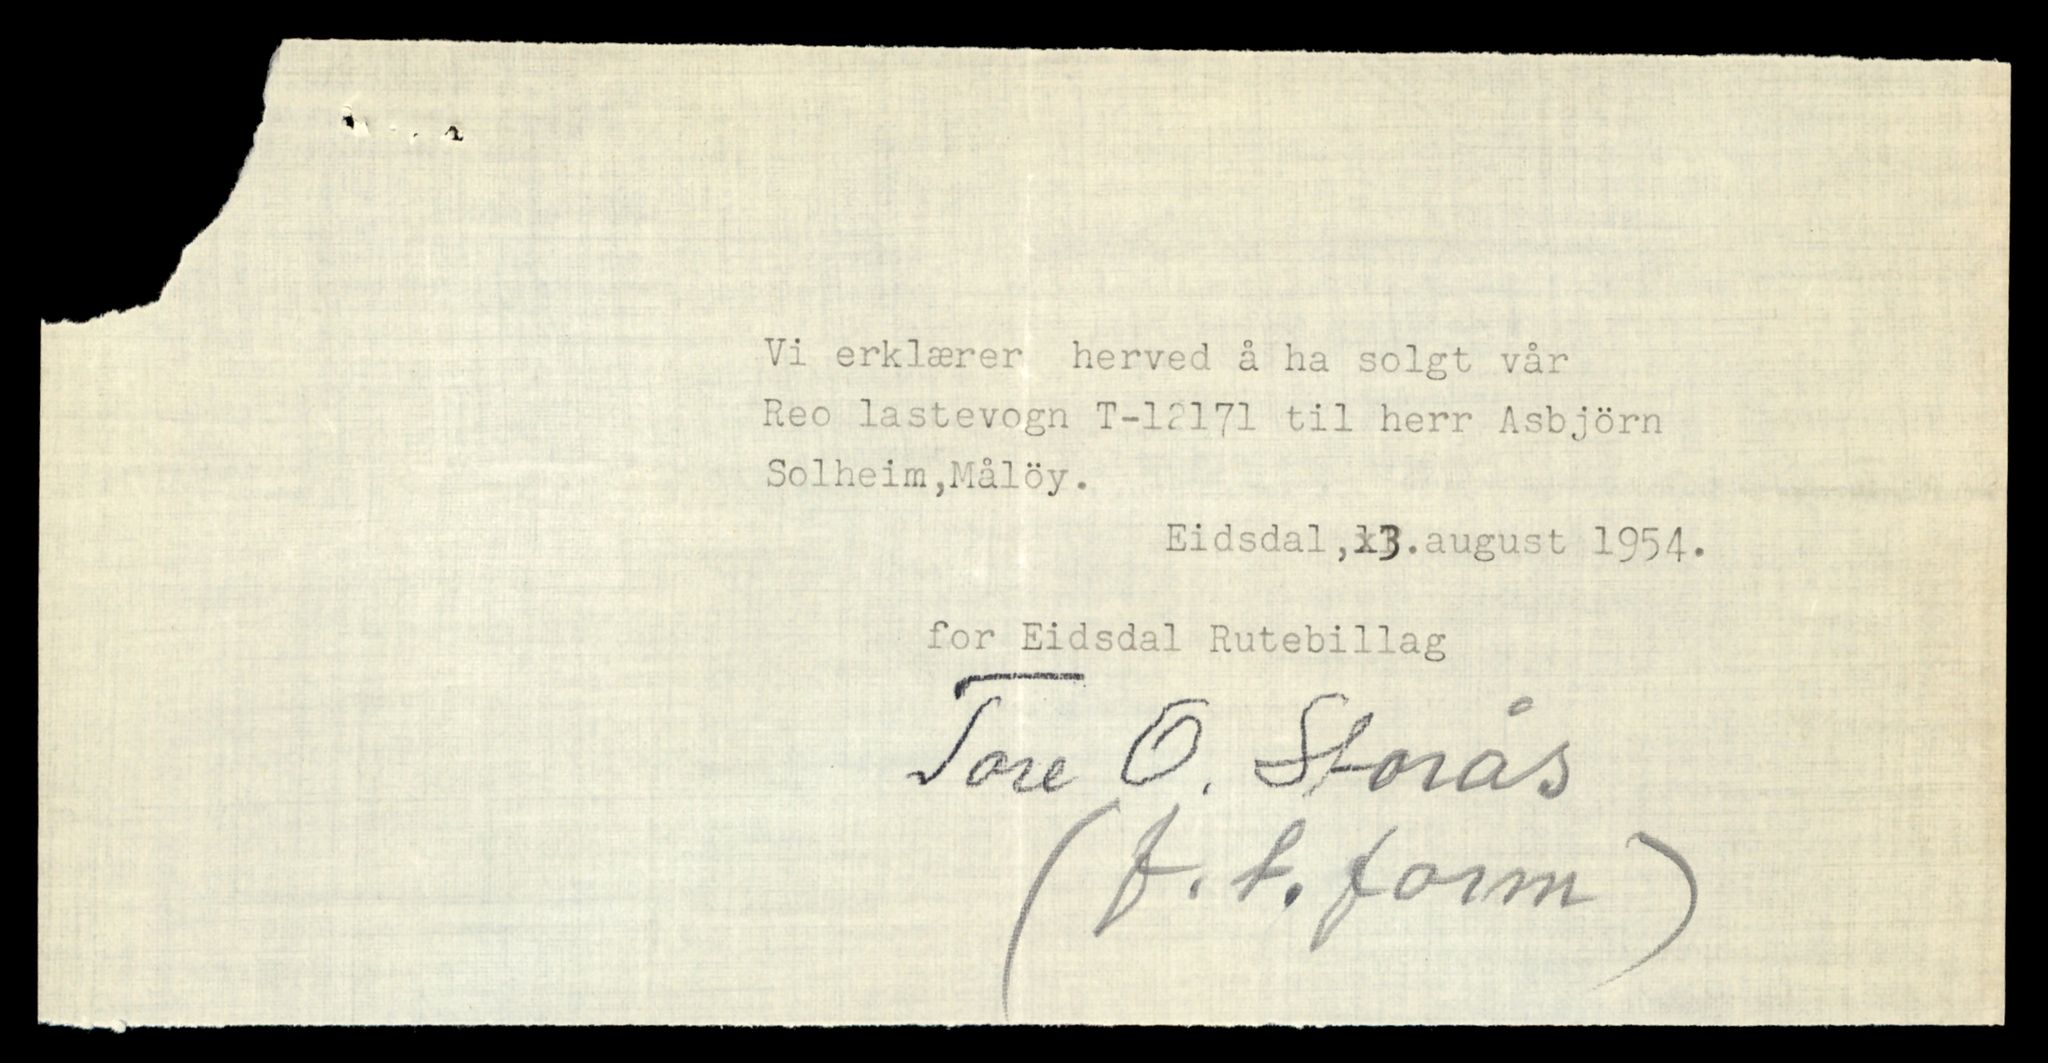 Vi erklærer herved å ha solgt vår
Reo lastevogn T-12171 til herr Asbjörn
Solheim,Målöy.
Eidsdal,13.august 1954.
for Eidsdal Rutebillag
Tore O. Storås
(f. t. form)